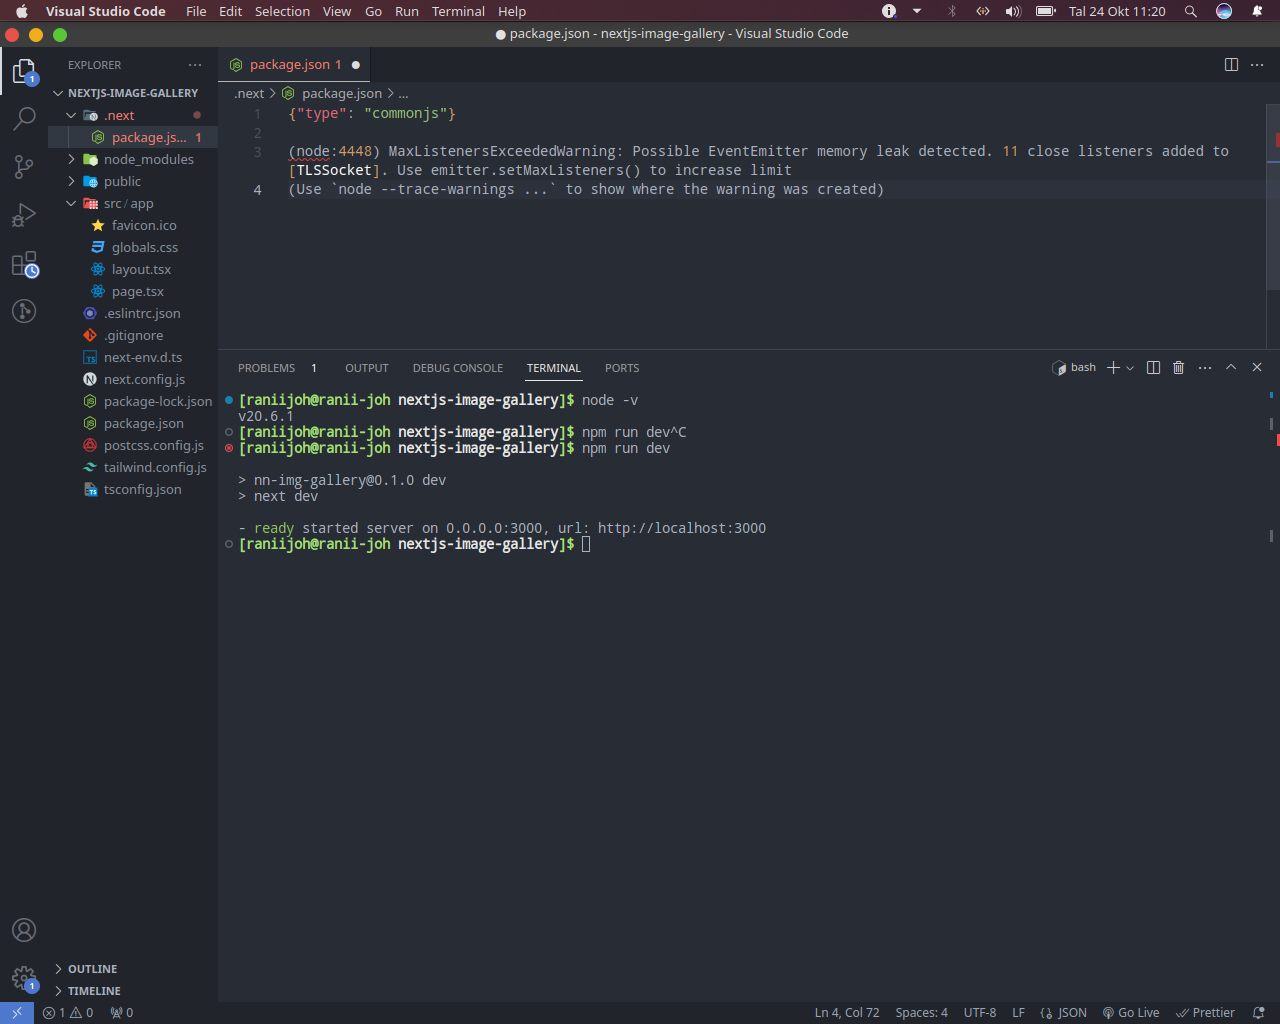 Visual Studio Code File Edit Selection View Go Run Terminal Help Tal 24 Okt 11:20
● package.json - nextjs-image-gallery - Visual Studio Code
EXPLORER ...
NEXTJS-IMAGE-GALLERY
.next
package.js... 1
node_modules
public
src / app
favicon.ico
globals.css
layout.tsx
page.tsx
.eslintrc.json
.gitignore
next-env.d.ts
next.config.js
package-lock.json
package.json
postcss.config.js
tailwind.config.js
tsconfig.json
OUTLINE
TIMELINE
package.json 1 ●
.next > package.json > ...
1 {"type": "commonjs"}
2
3 (node:4448) MaxListenersExceededWarning: Possible EventEmitter memory leak detected. 11 close listeners added to
[TLSSocket]. Use emitter.setMaxListeners() to increase limit
4 (Use `node --trace-warnings ...` to show where the warning was created)
PROBLEMS 1 OUTPUT DEBUG CONSOLE TERMINAL PORTS bash
[raniijoh@ranii-joh nextjs-image-gallery]$ node -v
v20.6.1
[raniijoh@ranii-joh nextjs-image-gallery]$ npm run dev^C
[raniijoh@ranii-joh nextjs-image-gallery]$ npm run dev
> nn-img-gallery@0.1.0 dev
> next dev
- ready started server on 0.0.0.0:3000, url: http://localhost:3000
[raniijoh@ranii-joh nextjs-image-gallery]$
1
1
1 0 0 Ln 4, Col 72 Spaces: 4 UTF-8 LF JSON Go Live Prettier